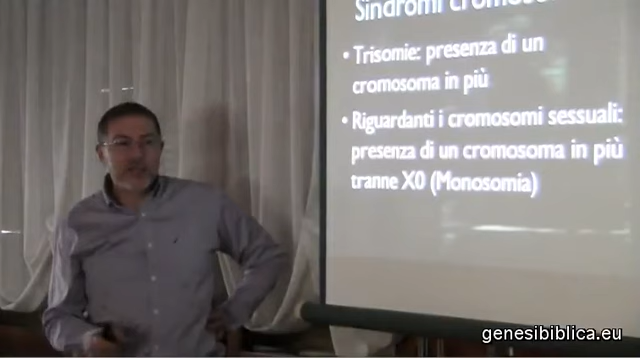 Sindromi
• Trisomie: presenza di un
cromosoma in più
• Riguardanti i cromosomi sessuali:
presenza di un cromosoma in più
tranne X0 (Monosomia)
genesibiblica.eu